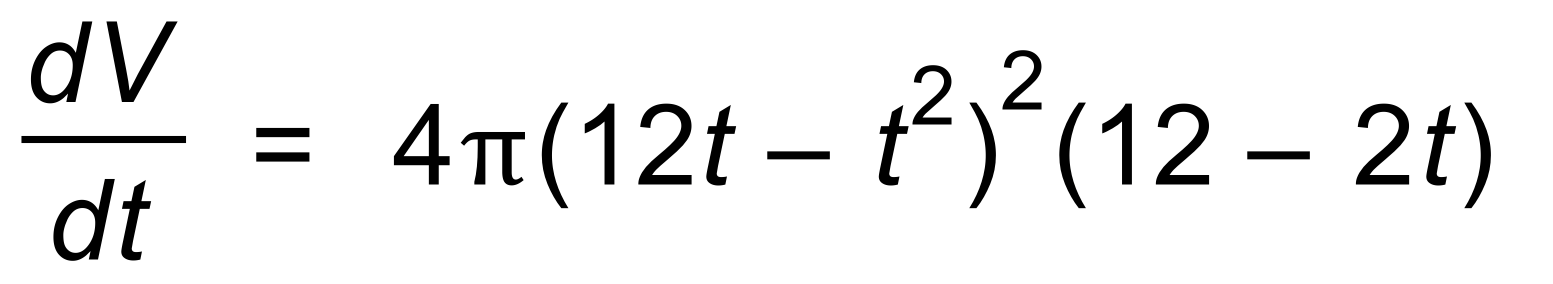 dV/dt = 4π(12t – t²)²(12 – 2t)